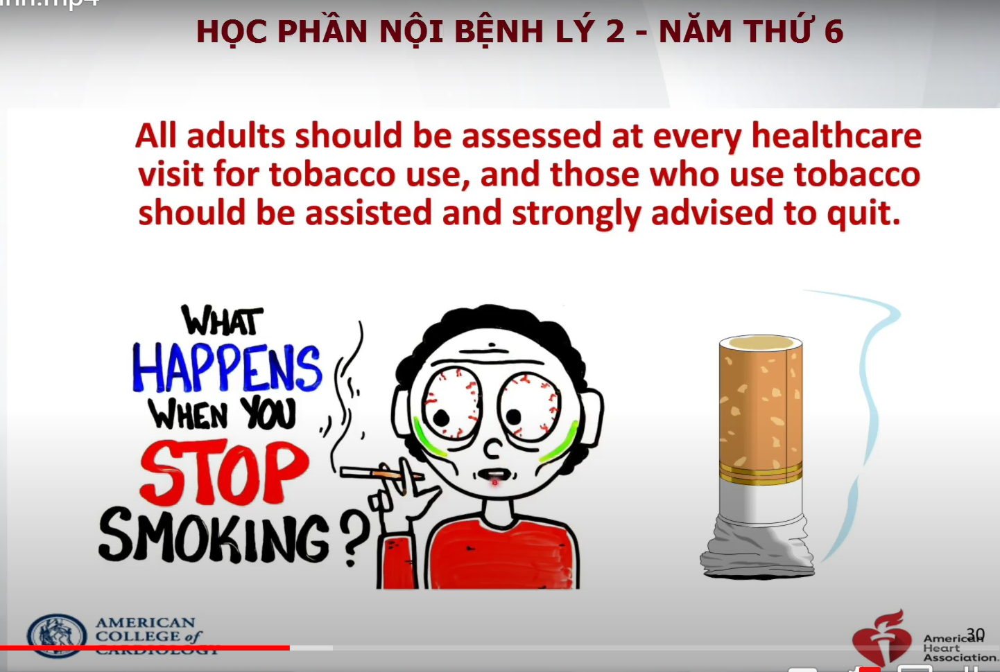 HỌC PHẦN NỘI BỆNH LÝ 2 - NĂM THỨ 6
All adults should be assessed at every healthcare
visit for tobacco use, and those who use tobacco
should be assisted and strongly advised to quit.
WHAT
HAPPENS
WHEN YOU
STOP
SMOKING?
AMERICAN
COLLEGE of
CARDIOLOGY
30
American
Heart
Association.